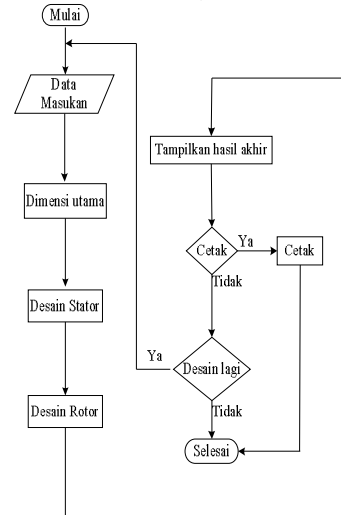 Mulai
Data
Masukan
Dimensi utama
Desain Stator
Desain Rotor
Tampilkan hasil akhir
Cetak
Ya
Cetak
Tidak
Desain lagi
Ya
Tidak
Selesai